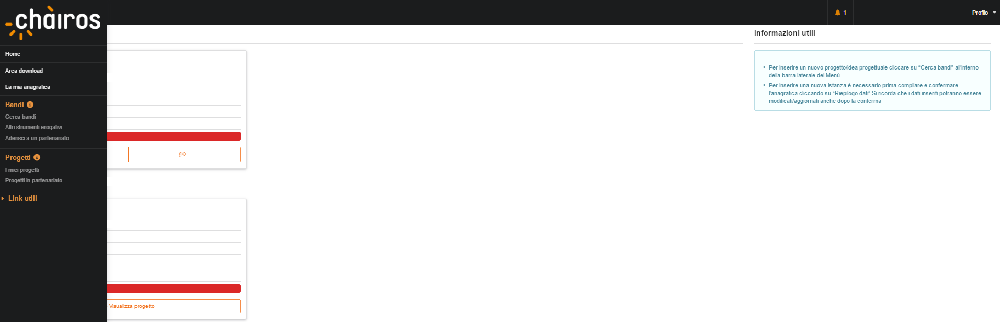 chàiros
1
Profilo
Home
Area download
La mia anagrafica
Bandi
Cerca bandi
Altri strumenti erogativi
Aderisci a un partenariato
Progetti
I miei progetti
Progetti in partenariato
Link utili
Visualizza progetto
Informazioni utili
• Per inserire un nuovo progetto/idea progettuale cliccare su “Cerca bandi” all’interno
della barra laterale dei Menù.
• Per inserire una nuova istanza è necessario prima compilare e confermare
l'anagrafica cliccando su “Riepilogo dati”.Si ricorda che i dati inseriti potranno essere
modificati/aggiornati anche dopo la conferma